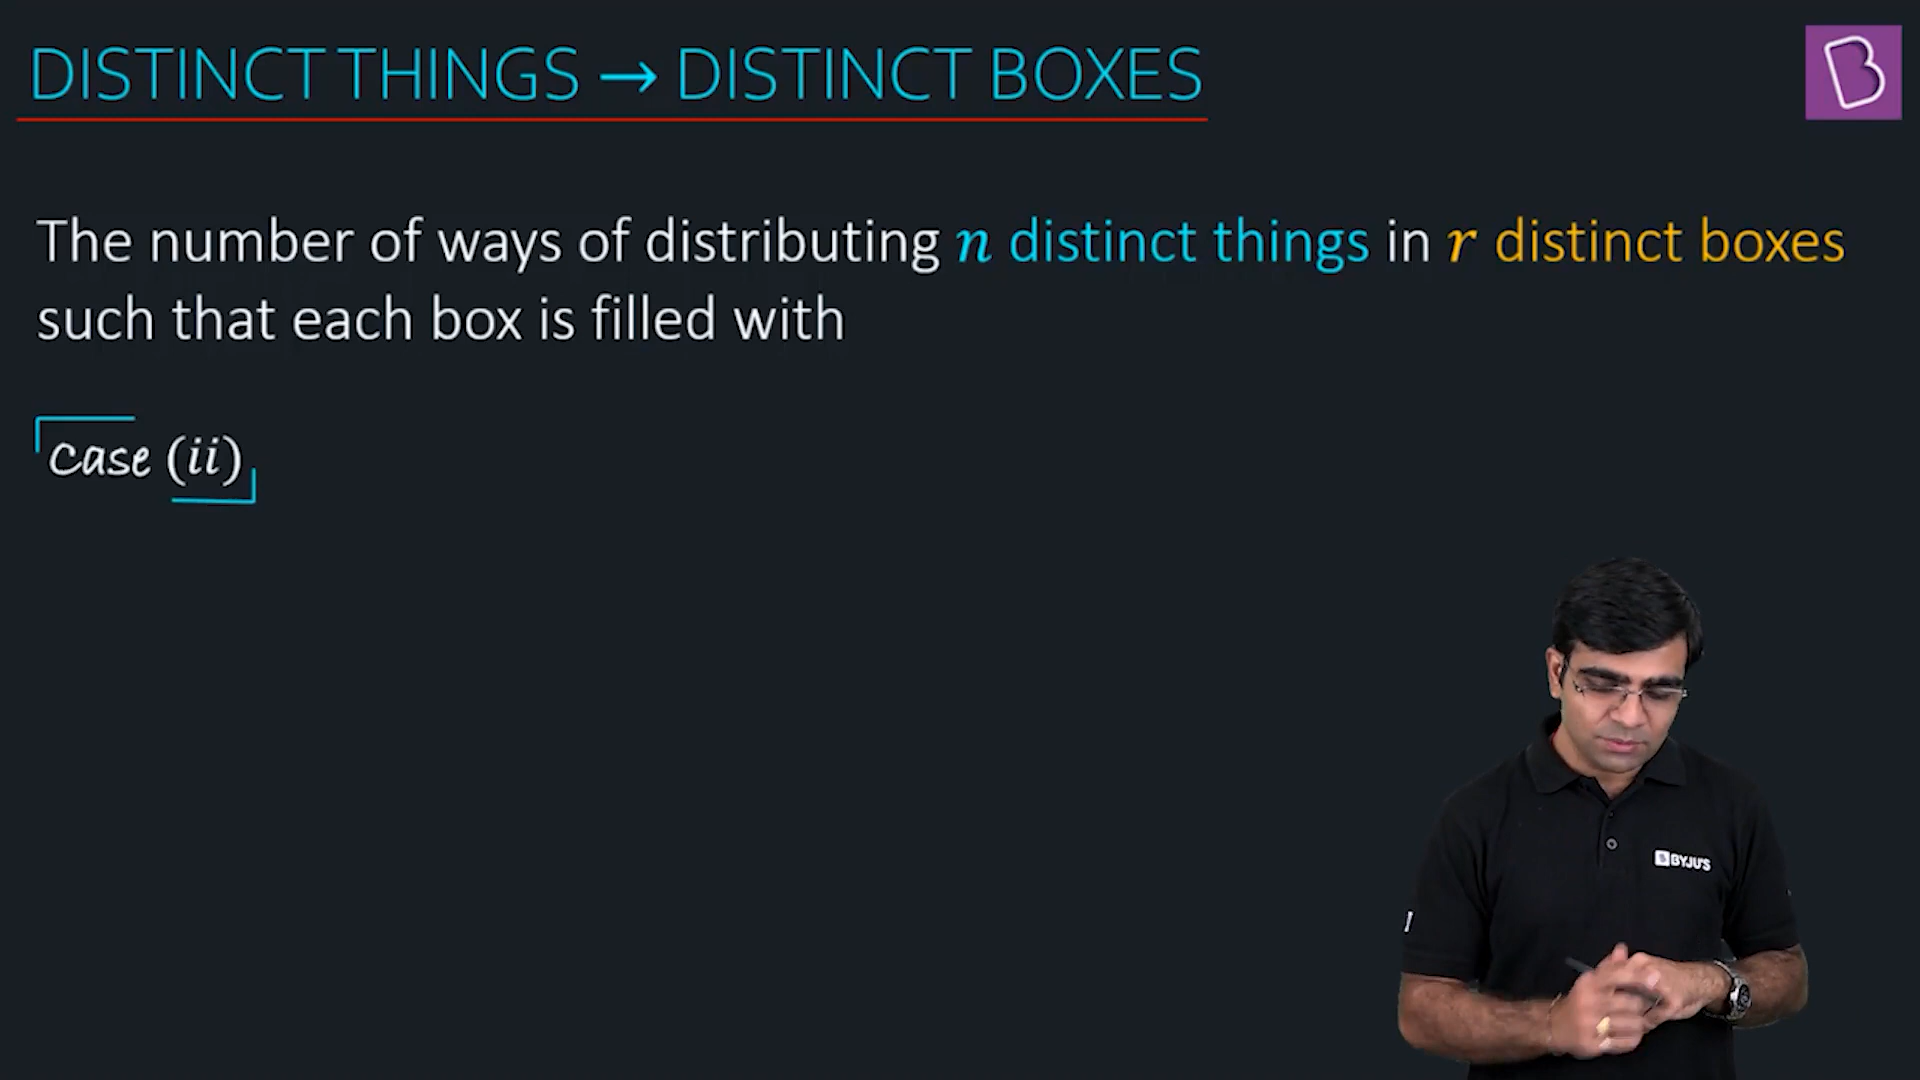 DISTINCT THINGS → DISTINCT BOXES
The number of ways of distributing n distinct things in r distinct boxes
such that each box is filled with
Case (ii)
BYJU'S